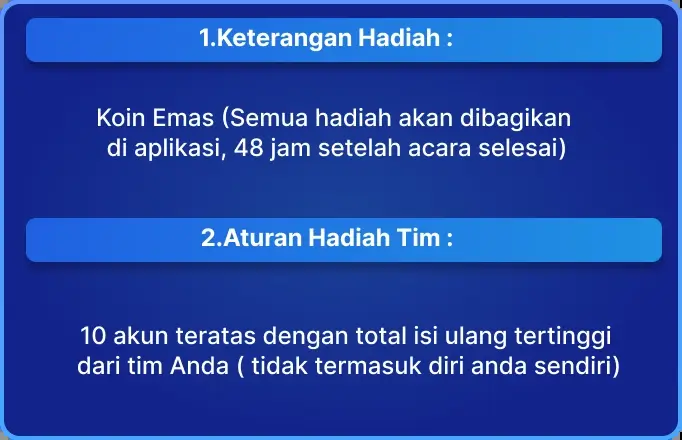 1.Keterangan Hadiah :
Koin Emas (Semua hadiah akan dibagikan
di aplikasi, 48 jam setelah acara selesai)
2.Aturan Hadiah Tim :
10 akun teratas dengan total isi ulang tertinggi
dari tim Anda ( tidak termasuk diri anda sendiri)